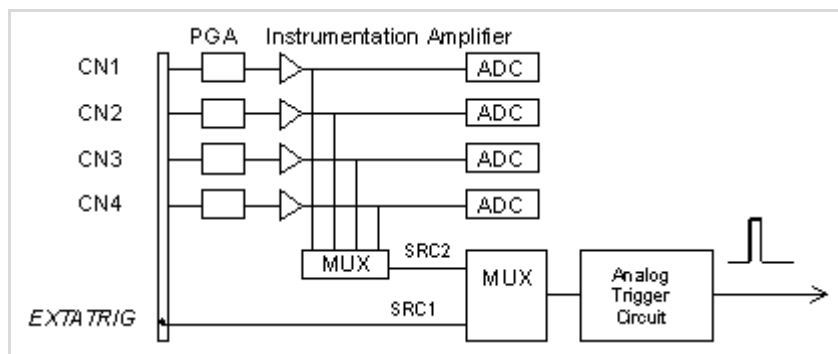 PGA Instrumentation Amplifier
CN1 ADC
CN2 ADC
CN3 ADC
CN4 ADC
MUX SRC2 MUX Analog Trigger Circuit
EXTATRIG SRC1